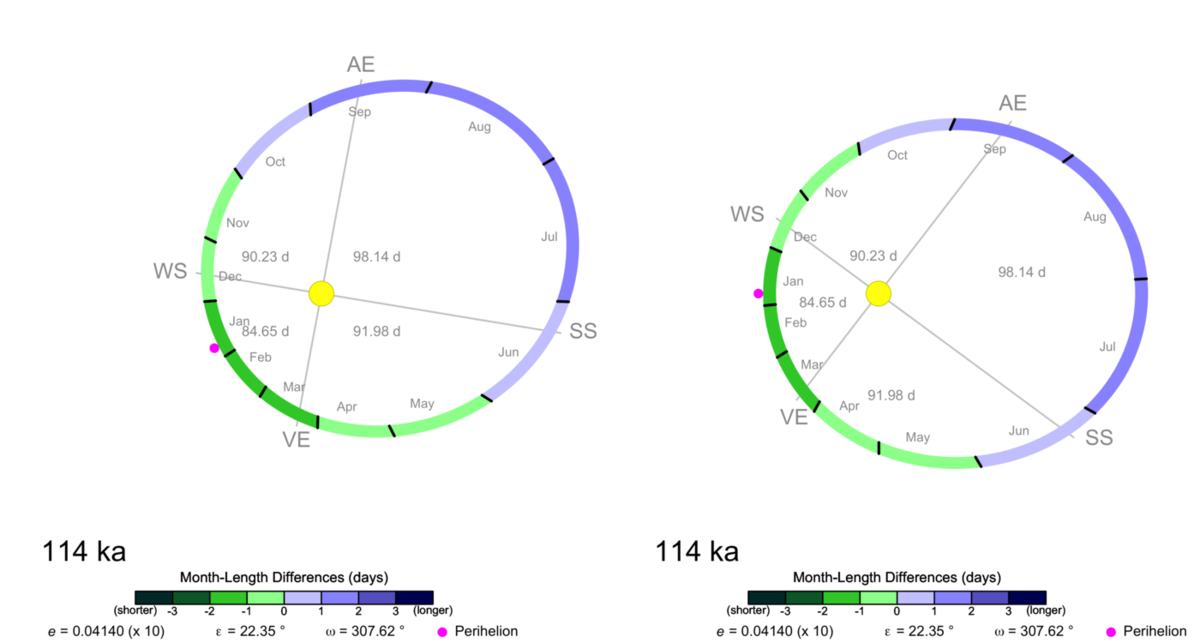 AE
Sep
Aug
Oct
Nov
Jul
90.23 d
98.14 d
WS
Dec
Jan
84.65 d
91.98 d
SS
Feb
Jun
Mar
Apr
May
VE
114 ka
Month-Length Differences (days)
(shorter) -3 -2 -1 0 1 2 3 (longer)
e = 0.04140 (x 10) ε = 22.35 ° ω = 307.62 ° Perihelion
AE
Sep
Oct
Nov
Aug
WS
Dec
90.23 d
98.14 d
Jan
84.65 d
Feb
Jul
Mar
91.98 d
Apr
VE
May
Jun
SS
114 ka
Month-Length Differences (days)
(shorter) -3 -2 -1 0 1 2 3 (longer)
e = 0.04140 (x 10) ε = 22.35 ° ω = 307.62 ° Perihelion